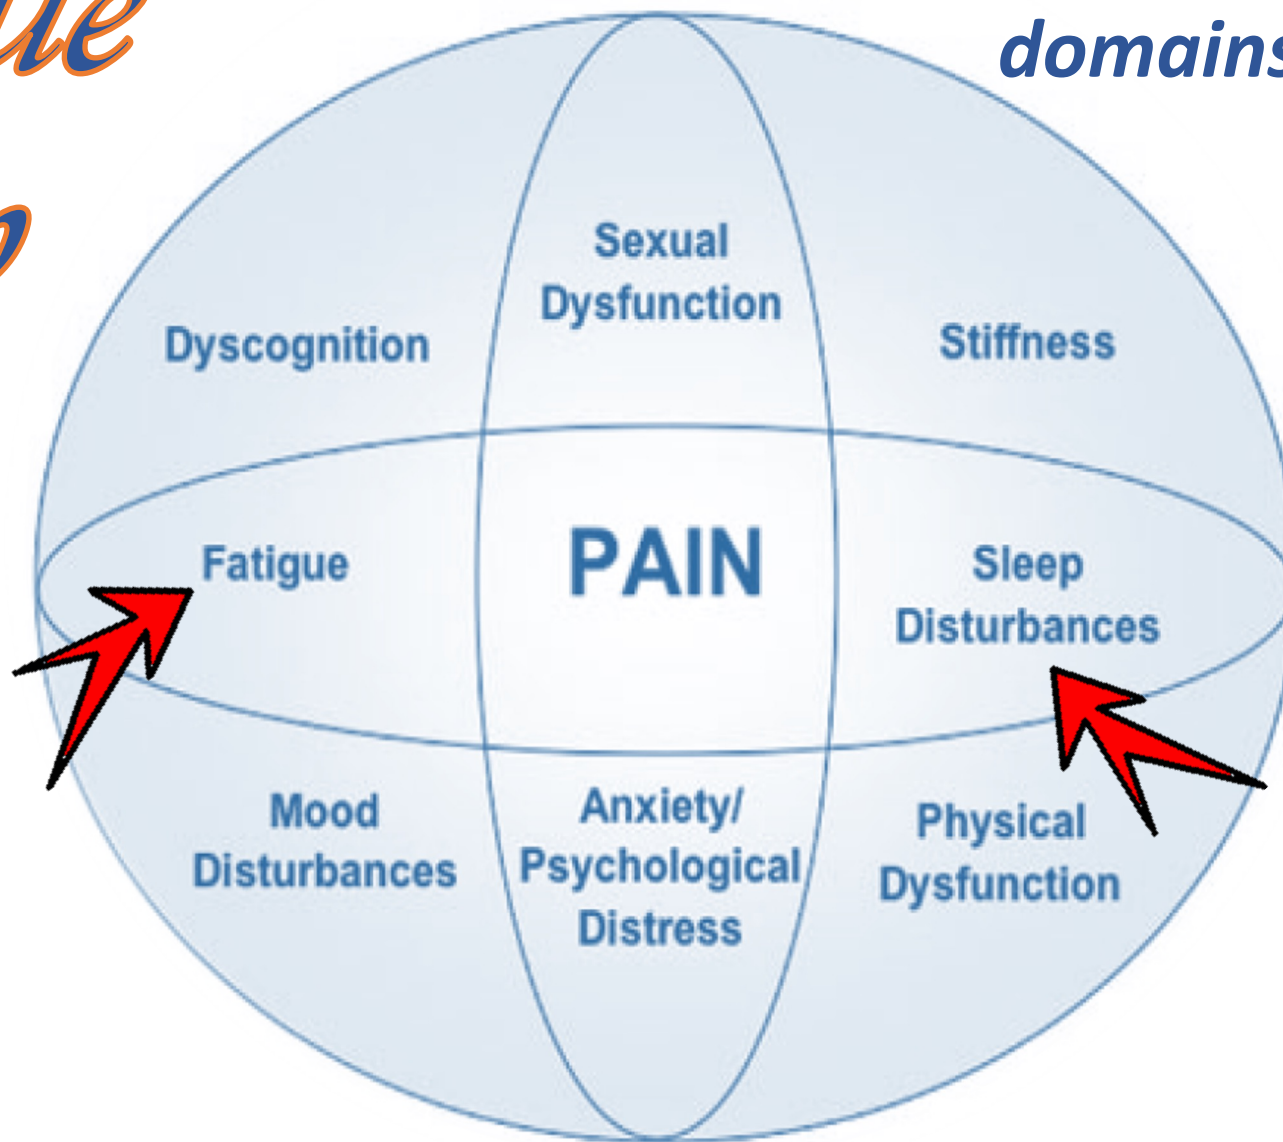 domains
Sexual
Dysfunction
Dyscognition
Stiffness
Fatigue
PAIN
Sleep
Disturbances
Mood
Disturbances
Anxiety/
Psychological
Distress
Physical
Dysfunction